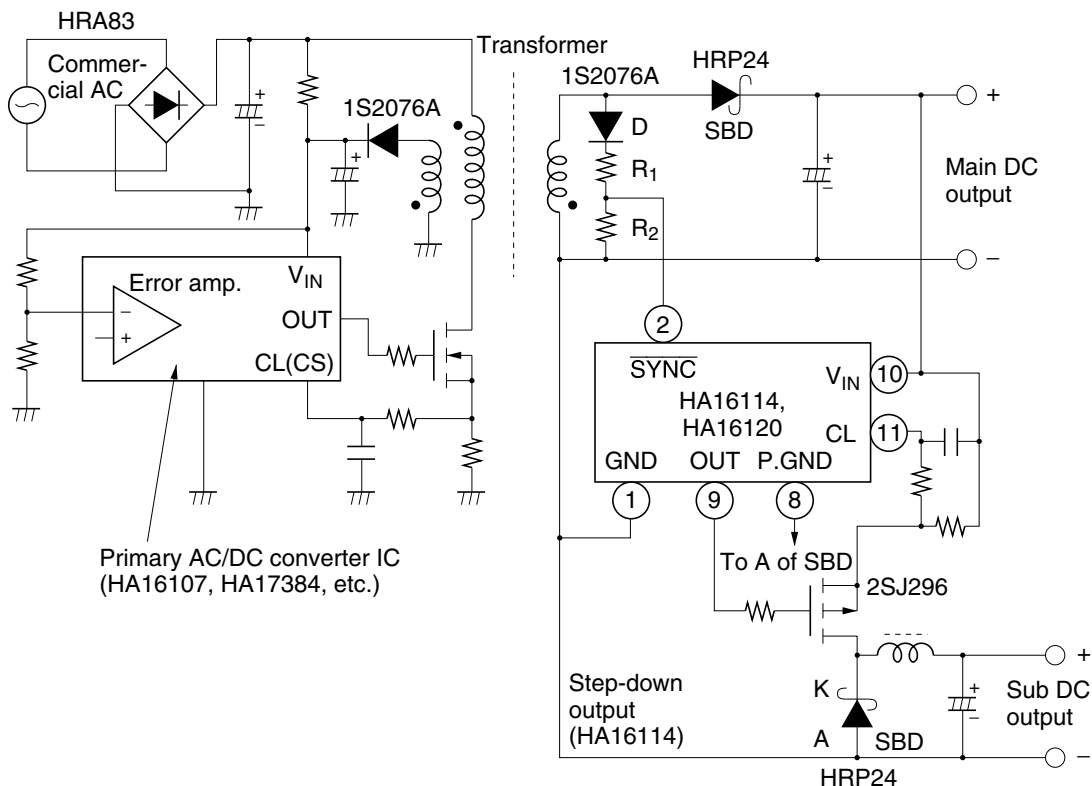 HRA83
Commer-
cial AC
+
−
1S2076A
+
Transformer
1S2076A
HRP24
SBD
D
R1
R2
+
−
+
Main DC
output
−
Error amp.
−
+
VIN
OUT
CL(CS)
Primary AC/DC converter IC
(HA16107, HA17384, etc.)
2
SYNC
HA16114,
HA16120
VIN
10
CL
11
GND
OUT
P.GND
1
9
8
To A of SBD
2SJ296
Step-down
output
(HA16114)
K
A
SBD
HRP24
+
−
+
Sub DC
output
−